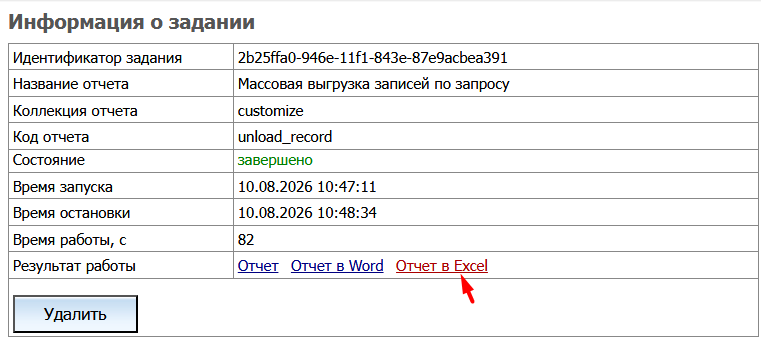 Информация о задании
Идентификатор задания 2b25ffa0-946e-11f1-843e-87e9acbea391
Название отчета Массовая выгрузка записей по запросу
Коллекция отчета customize
Код отчета unload_record
Состояние завершено
Время запуска 10.08.2026 10:47:11
Время остановки 10.08.2026 10:48:34
Время работы, с 82
Результат работы Отчет Отчет в Word Отчет в Excel
Удалить